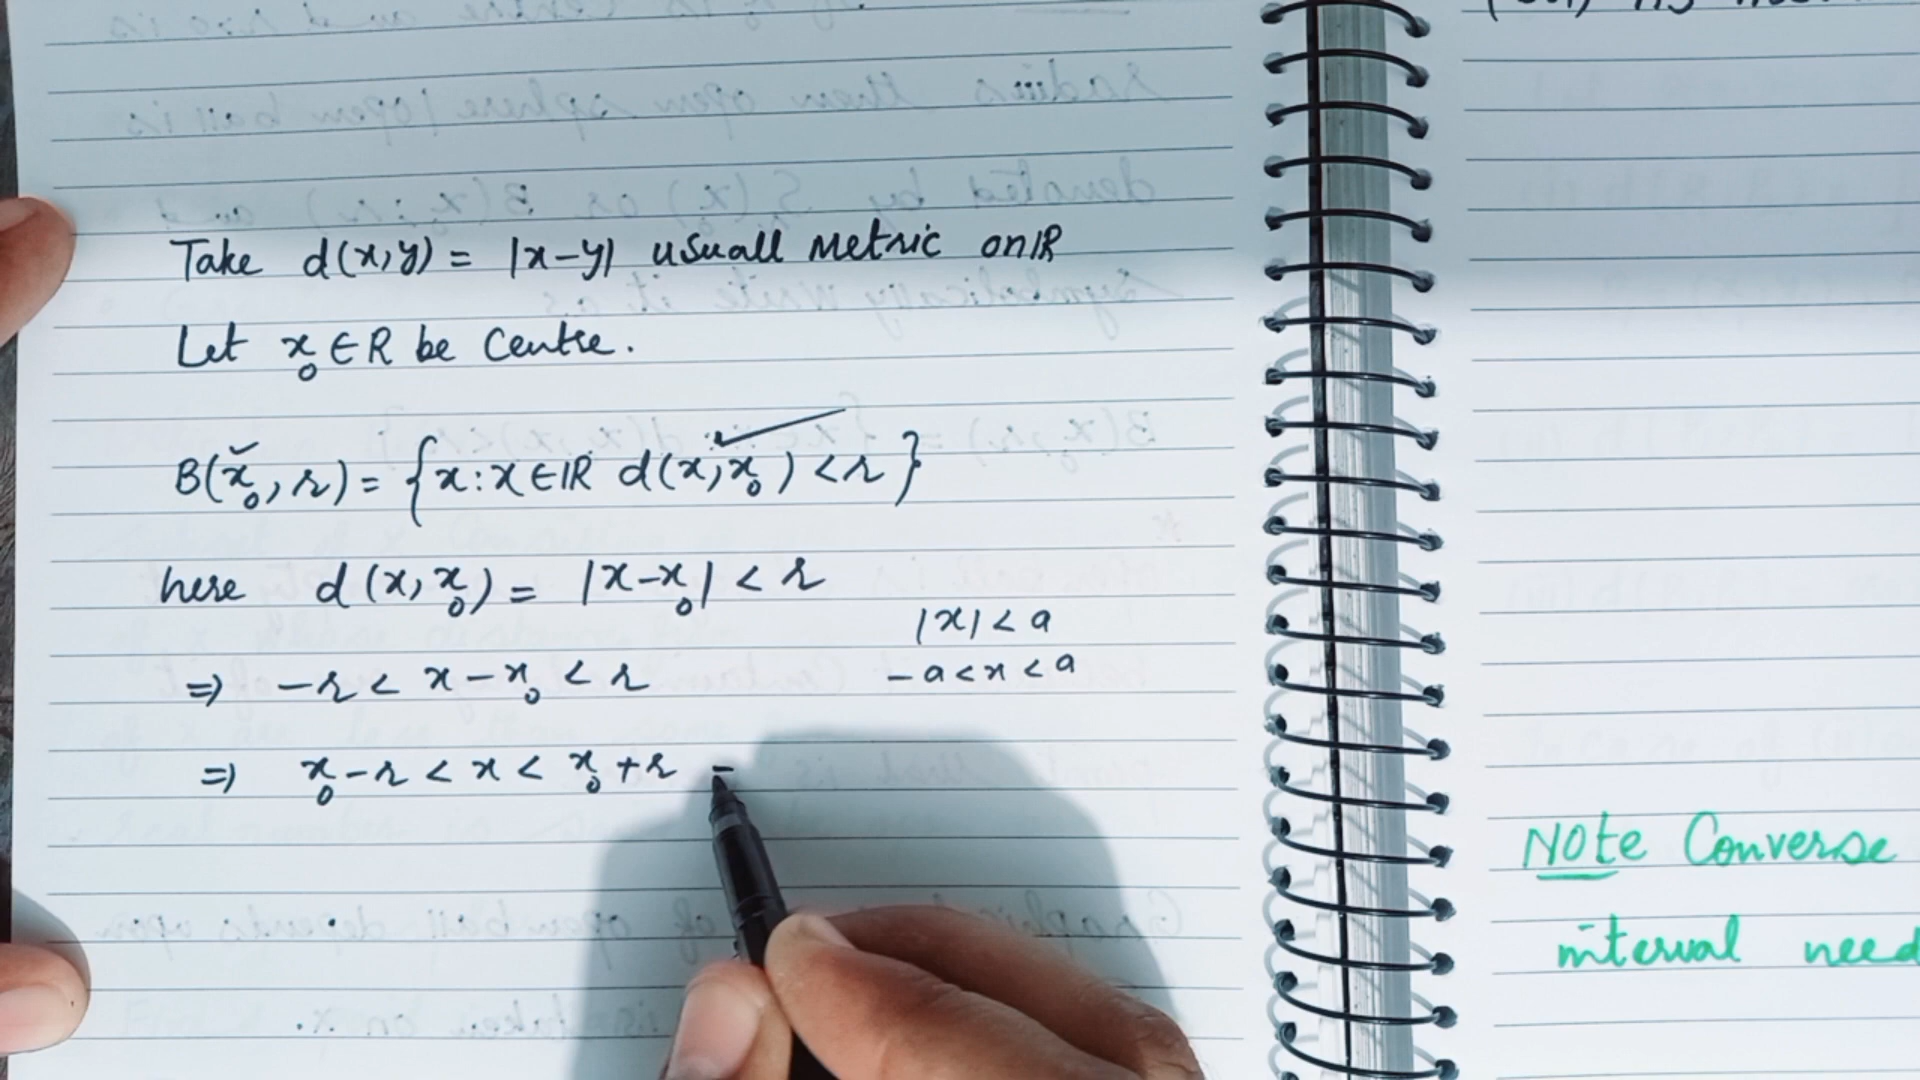 Take d(x,y) = |x-y| usuall metric on ℝ
Let x₀ ∈ R be Centre.
B(x₀, r) = {x : x ∈ ℝ d(x, x₀) < r}
here d(x, x₀) = |x-x₀| < r
|x| < a
⇒ -r < x - x₀ < r
-a < x < a
⇒ x₀ - r < x < x₀ + r -
Note Converse
interval need